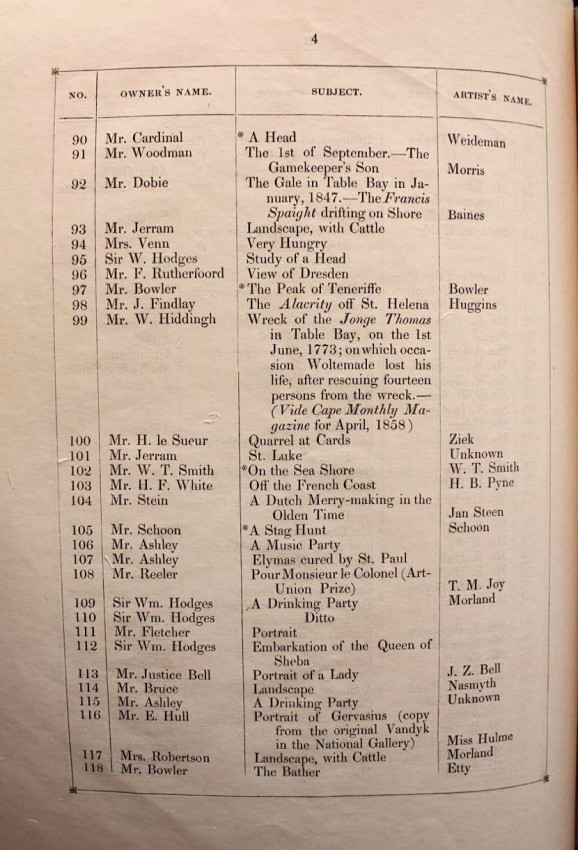 4
NO. OWNER'S NAME. SUBJECT. ARTIST'S NAME.
90 Mr. Cardinal * A Head Weideman
91 Mr. Woodman The 1st of September.—The
Gamekeeper's Son Morris
92 Mr. Dobie The Gale in Table Bay in Ja-
nuary, 1847.—The Francis
Spaight drifting on Shore Baines
93 Mr. Jerram Landscape, with Cattle
94 Mrs. Venn Very Hungry
95 Sir W. Hodges Study of a Head
96 Mr. F. Rutherfoord View of Dresden
97 Mr. Bowler *The Peak of Teneriffe Bowler
98 Mr. J. Findlay The Alacrity off St. Helena Huggins
99 Mr. W. Hiddingh Wreck of the Jonge Thomas
in Table Bay, on the 1st
June, 1773; on which occa-
sion Woltemade lost his
life, after rescuing fourteen
persons from the wreck.—
(Vide Cape Monthly Ma-
gazine for April, 1858)
100 Mr. H. le Sueur Quarrel at Cards Ziek
101 Mr. Jerram St. Luke Unknown
102 Mr. W. T. Smith *On the Sea Shore W. T. Smith
103 Mr. H. F. White Off the French Coast H. B. Pyne
104 Mr. Stein A Dutch Merry-making in the
Olden Time Jan Steen
105 Mr. Schoon *A Stag Hunt Schoon
106 Mr. Ashley A Music Party
107 Mr. Ashley Elymas cured by St. Paul
108 Mr. Reeler Pour Monsieur le Colonel (Art-
Union Prize) T. M. Joy
109 Sir Wm. Hodges A Drinking Party Morland
110 Sir Wm. Hodges Ditto
111 Mr. Fletcher Portrait
112 Sir Wm. Hodges Embarkation of the Queen of
Sheba
113 Mr. Justice Bell Portrait of a Lady J. Z. Bell
114 Mr. Bruce Landscape Nasmyth
115 Mr. Ashley A Drinking Party Unknown
116 Mr. E. Hull Portrait of Gervasius (copy
from the original Vandyk
in the National Gallery) Miss Hulme
117 Mrs. Robertson Landscape, with Cattle Morland
118 Mr. Bowler The Bather Etty